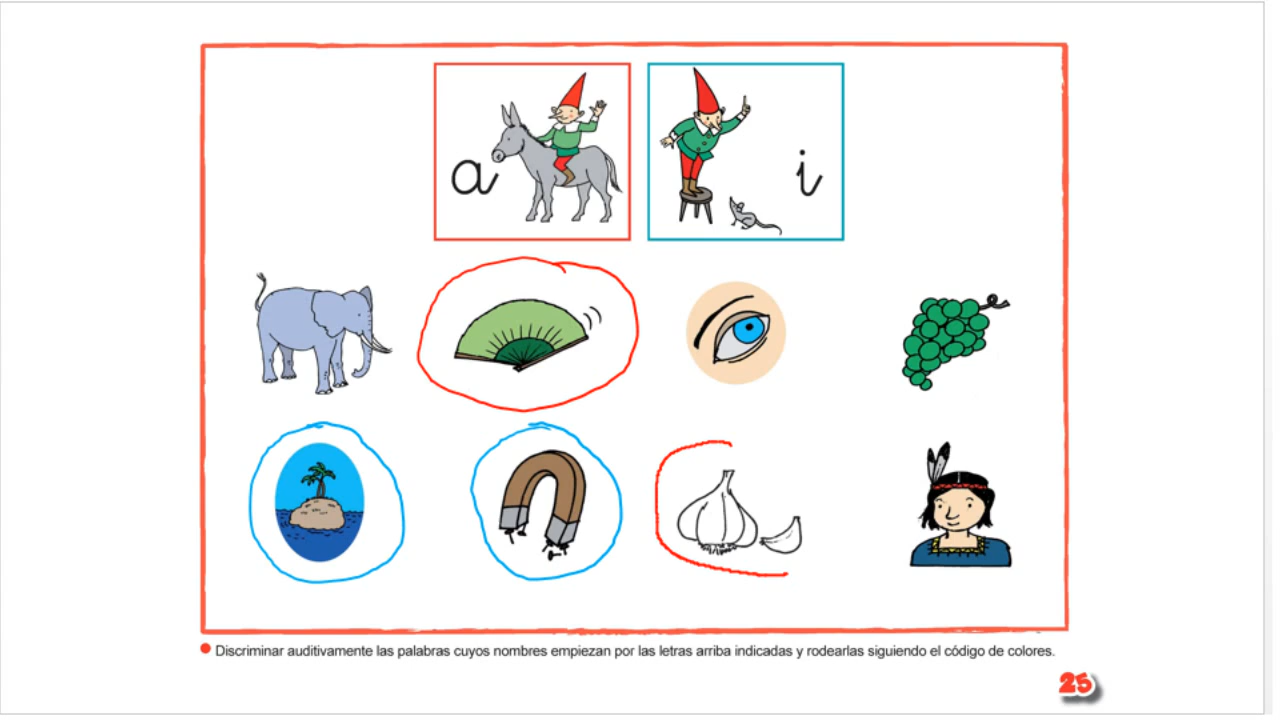 a i
Discriminar auditivamente las palabras cuyos nombres empiezan por las letras arriba indicadas y rodearlas siguiendo el código de colores.
25